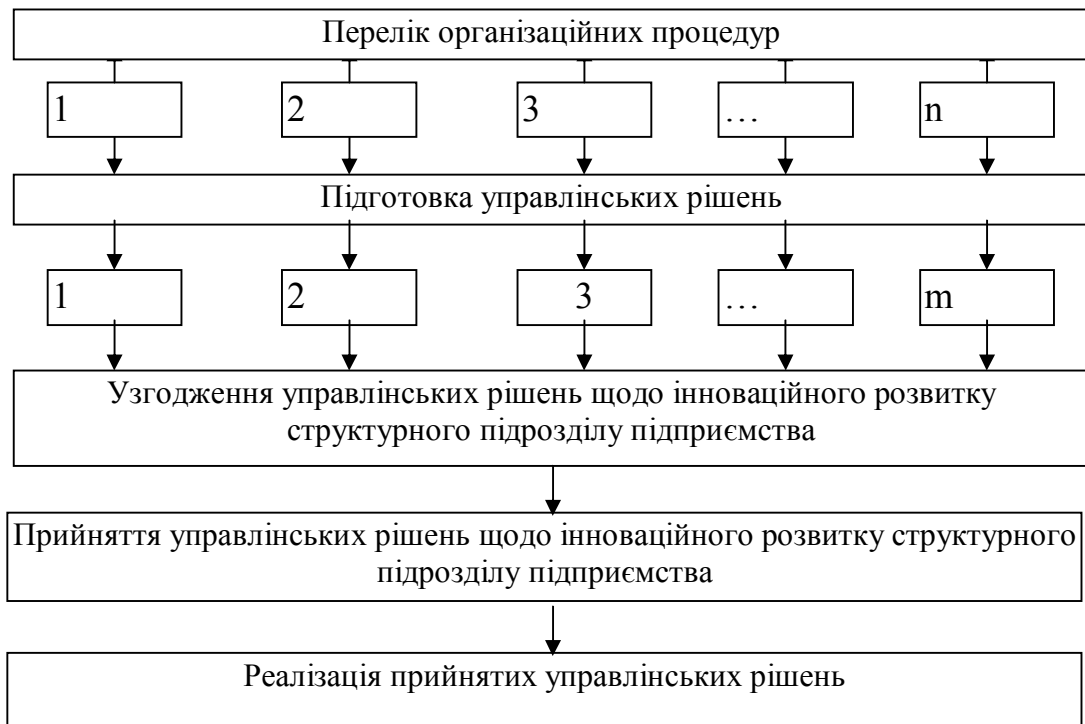 Перелік організаційних процедур
1 2 3 … n
Підготовка управлінських рішень
1 2 3 … m
Узгодження управлінських рішень щодо інноваційного розвитку
структурного підрозділу підприємства
Прийняття управлінських рішень щодо інноваційного розвитку структурного
підрозділу підприємства
Реалізація прийнятих управлінських рішень